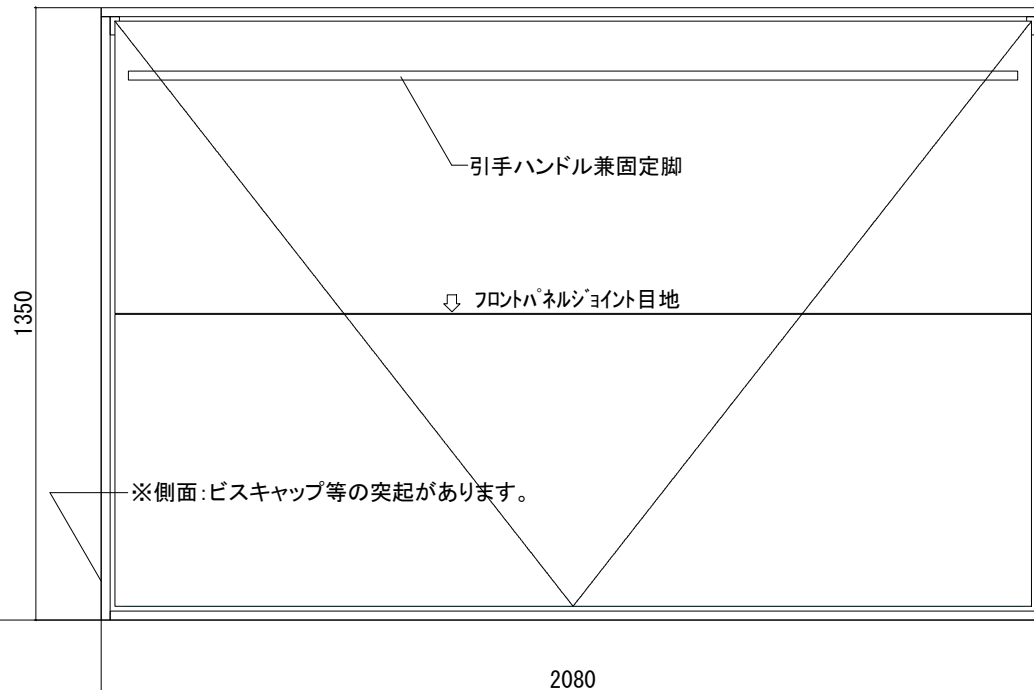 引手ハンドル兼固定脚
フロントパネルジョイント目地
1350
※側面:ビスキャップ等の突起があります。
2080